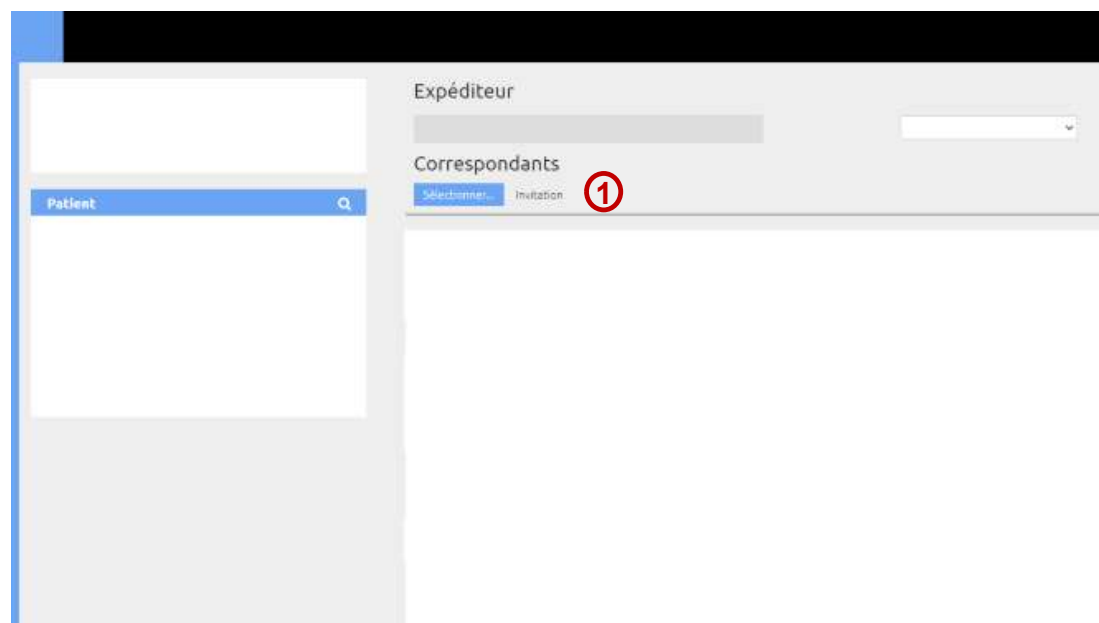 Expéditeur
Correspondants
Sélectionner... Invitation 1
Patient